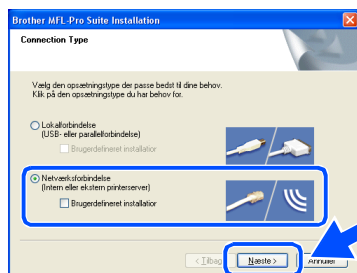 Brother MFL-Pro Suite Installation
Connection Type
Vælg den opsætningstype der passe bedst til dine behov.
Klik på den opsætningstype du har behov for.
Lokalforbindelse
(USB- eller parallelforbindelse)
Brugerdefineret installation
Netværksforbindelse
(Intern eller ekstern printerserver)
Brugerdefineret installation
< Tilbag
Næste >
Annuller